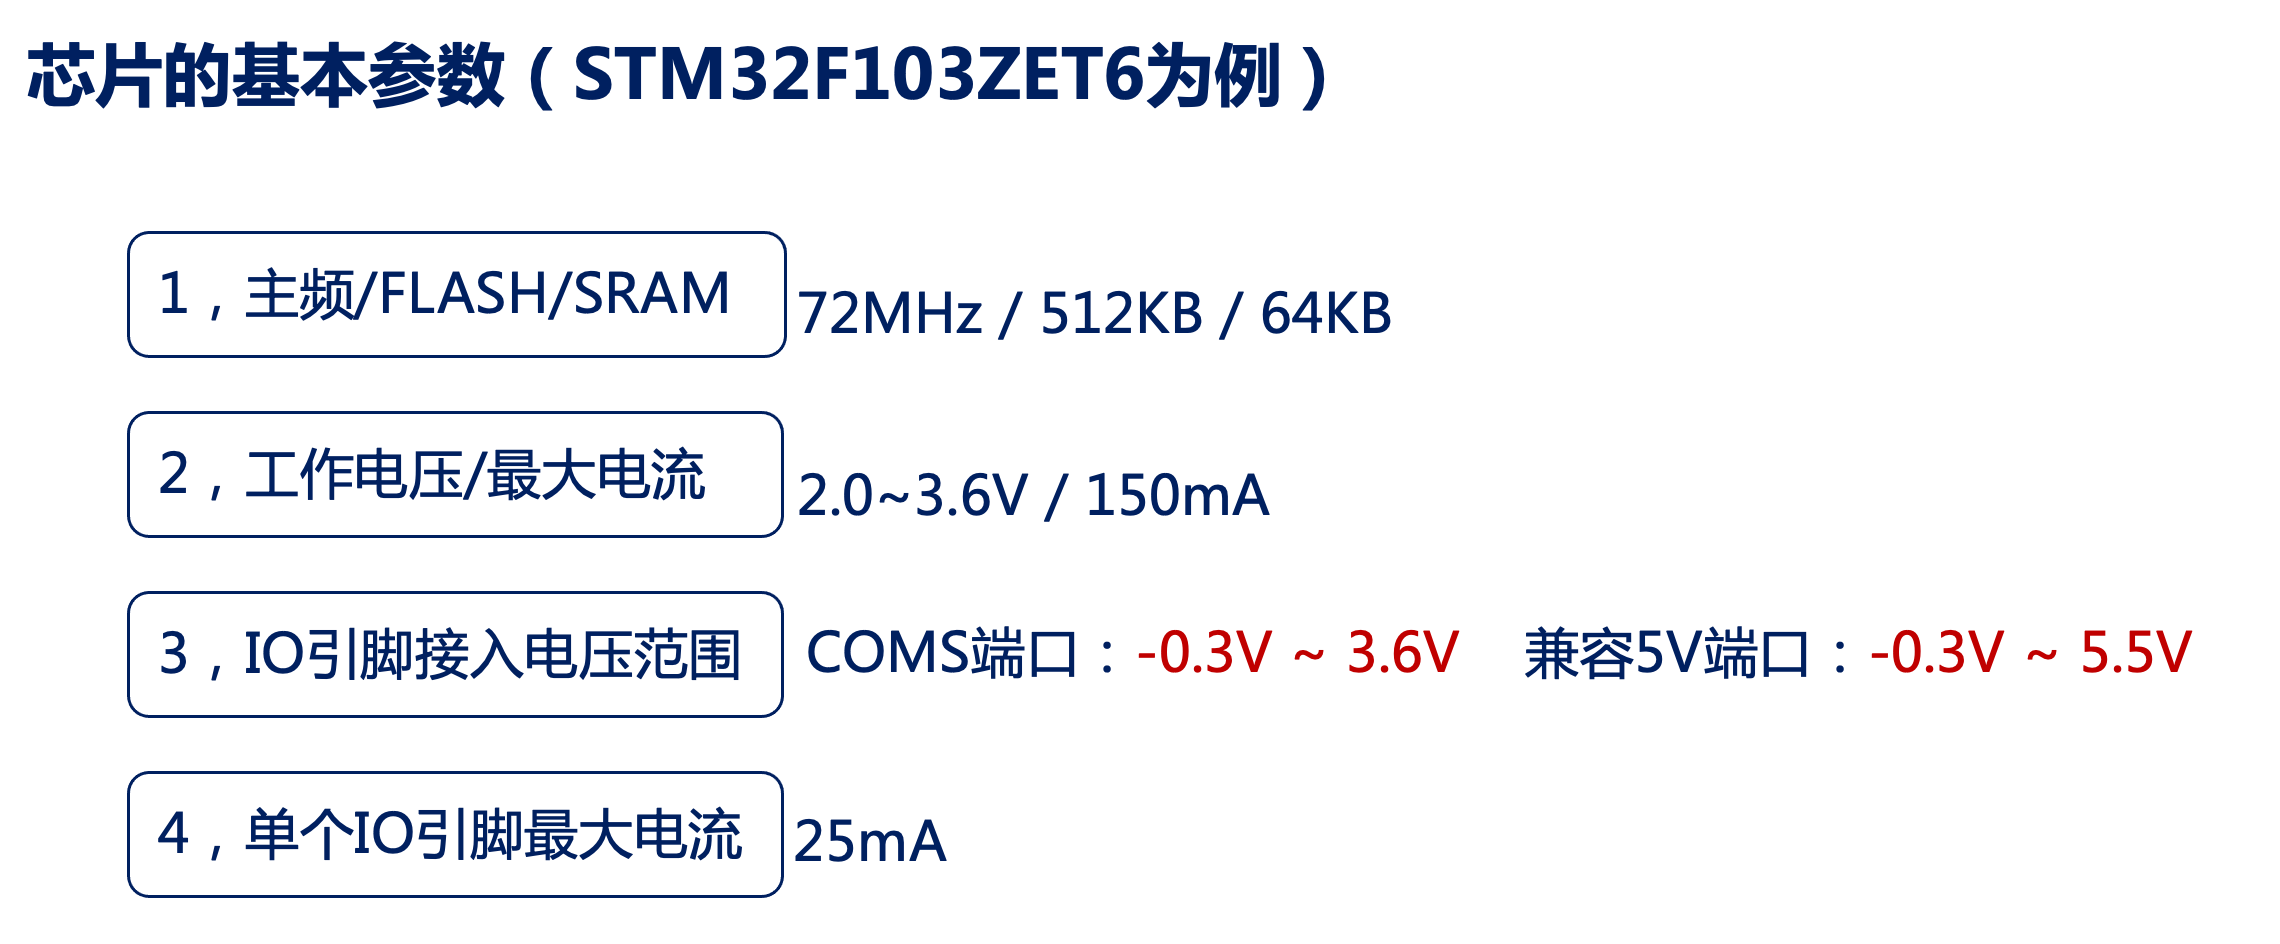 芯片的基本参数（STM32F103ZET6为例）
1，主频/FLASH/SRAM 72MHz / 512KB / 64KB
2，工作电压/最大电流 2.0~3.6V / 150mA
3，IO引脚接入电压范围 COMS端口：-0.3V ~ 3.6V 兼容5V端口：-0.3V ~ 5.5V
4，单个IO引脚最大电流 25mA